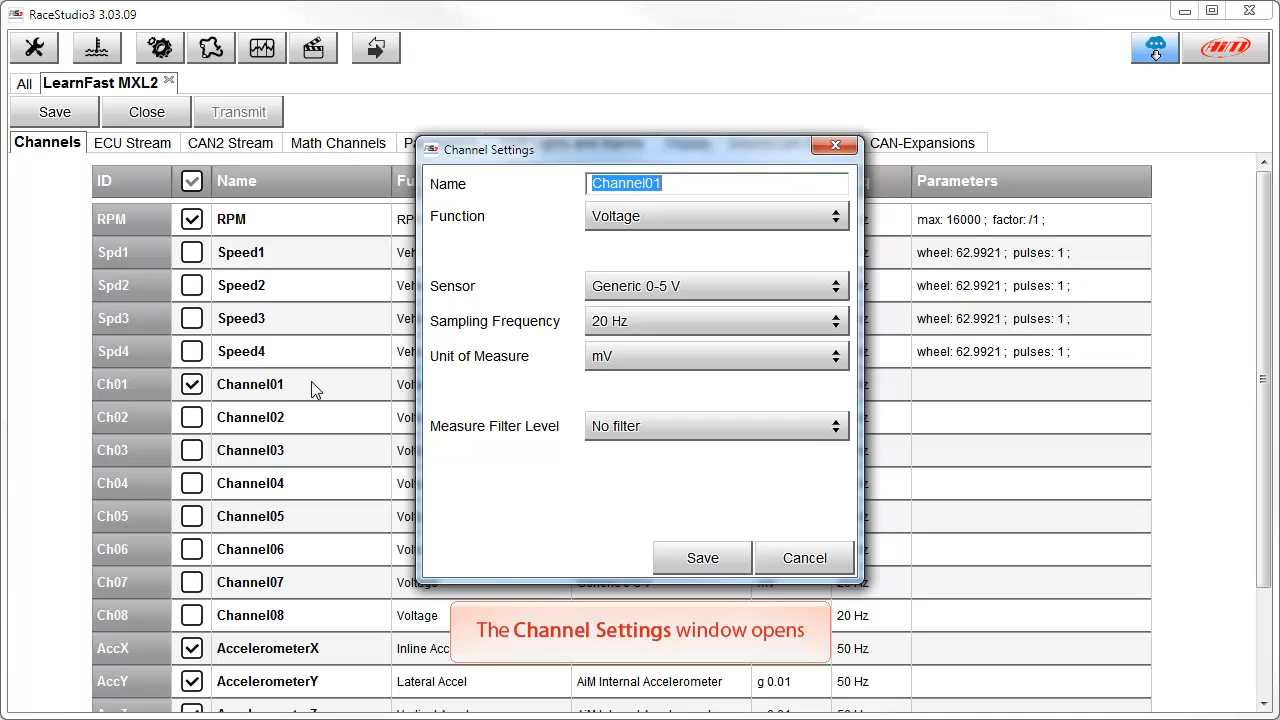 RS3 RaceStudio3 3.03.09
AiM
All LearnFast MXL2
Save Close Transmit
Channels ECU Stream CAN2 Stream Math Channels CAN-Expansions
ID Name Parameters
RPM RPM max: 16000 ; factor: /1 ;
Spd1 Speed1 wheel: 62.9921 ; pulses: 1 ;
Spd2 Speed2 wheel: 62.9921 ; pulses: 1 ;
Spd3 Speed3 wheel: 62.9921 ; pulses: 1 ;
Spd4 Speed4 wheel: 62.9921 ; pulses: 1 ;
Ch01 Channel01
Ch02 Channel02
Ch03 Channel03
Ch04 Channel04
Ch05 Channel05
Ch06 Channel06
Ch07 Channel07 Voltage
Ch08 Channel08 Voltage 20 Hz
AccX AccelerometerX Inline Acc 50 Hz
AccY AccelerometerY Lateral Accel AiM Internal Accelerometer g 0.01 50 Hz
RS3 Channel Settings
Name Channel01
Function Voltage
Sensor Generic 0-5 V
Sampling Frequency 20 Hz
Unit of Measure mV
Measure Filter Level No filter
Save Cancel
The Channel Settings window opens